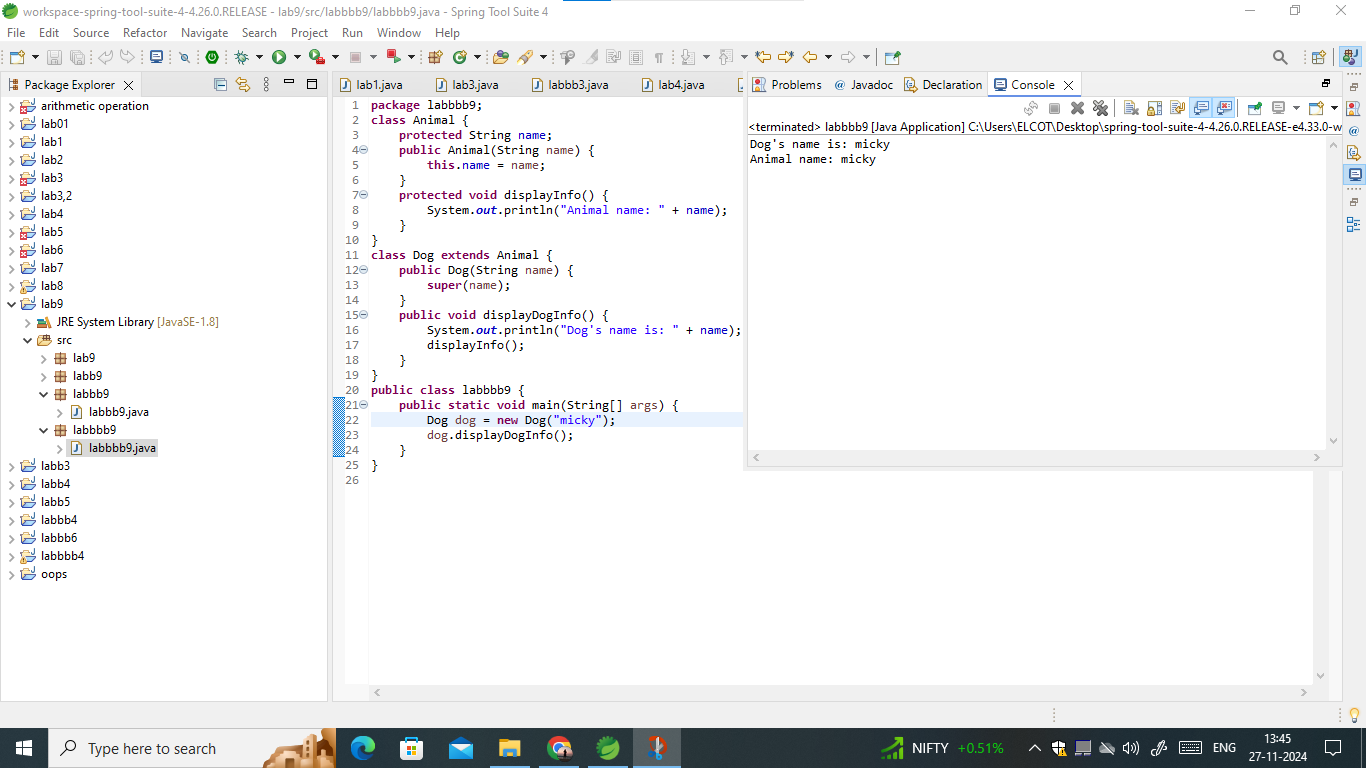 workspace-spring-tool-suite-4-4.26.0.RELEASE - lab9/src/labbbb9/labbbb9.java - Spring Tool Suite 4
File Edit Source Refactor Navigate Search Project Run Window Help
Package Explorer
arithmetic operation
lab01
lab1
lab2
lab3
lab3,2
lab4
lab5
lab6
lab7
lab8
lab9
JRE System Library [JavaSE-1.8]
src
lab9
labb9
labbb9
labbb9.java
labbbb9
labbbb9.java
labb3
labb4
labb5
labbb4
labbb6
labbbb4
oops
lab1.java lab3.java labbb3.java lab4.java
1 package labbbb9;
2 class Animal {
3 protected String name;
4 public Animal(String name) {
5 this.name = name;
6 }
7 protected void displayInfo() {
8 System.out.println("Animal name: " + name);
9 }
10 }
11 class Dog extends Animal {
12 public Dog(String name) {
13 super(name);
14 }
15 public void displayDogInfo() {
16 System.out.println("Dog's name is: " + name);
17 displayInfo();
18 }
19 }
20 public class labbbb9 {
21 public static void main(String[] args) {
22 Dog dog = new Dog("micky");
23 dog.displayDogInfo();
24 }
25 }
26
Problems @ Javadoc Declaration Console
<terminated> labbbb9 [Java Application] C:\Users\ELCOT\Desktop\spring-tool-suite-4-4.26.0.RELEASE-e4.33.0-w
Dog's name is: micky
Animal name: micky
Type here to search
NIFTY +0.51%
ENG
13:45
27-11-2024